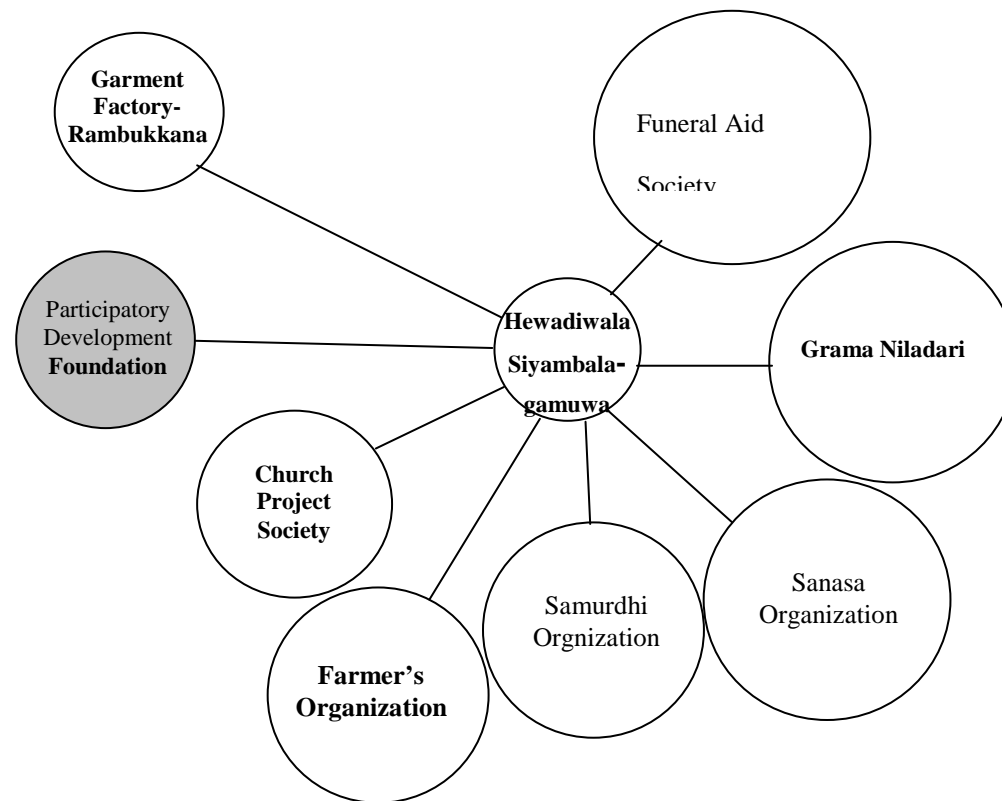 Garment
Factory-
Rambukkana
Funeral Aid
Society
Participatory
Development
Foundation
Hewadiwala
Siyambala-
gamuwa
Grama Niladari
Church
Project
Society
Farmer’s
Organization
Samurdhi
Orgnization
Sanasa
Organization